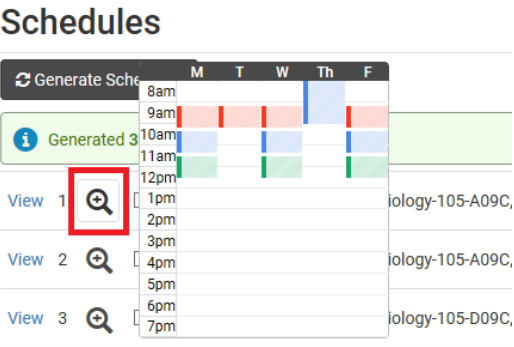 Schedules
Generate Sche
M T W Th F
8am
9am
Generated 3
10am
11am
12pm
View 1
iology-105-A09C,
1pm
2pm
3pm
View 2
iology-105-A09C,
4pm
5pm
6pm
View 3
iology-105-D09C,
7pm